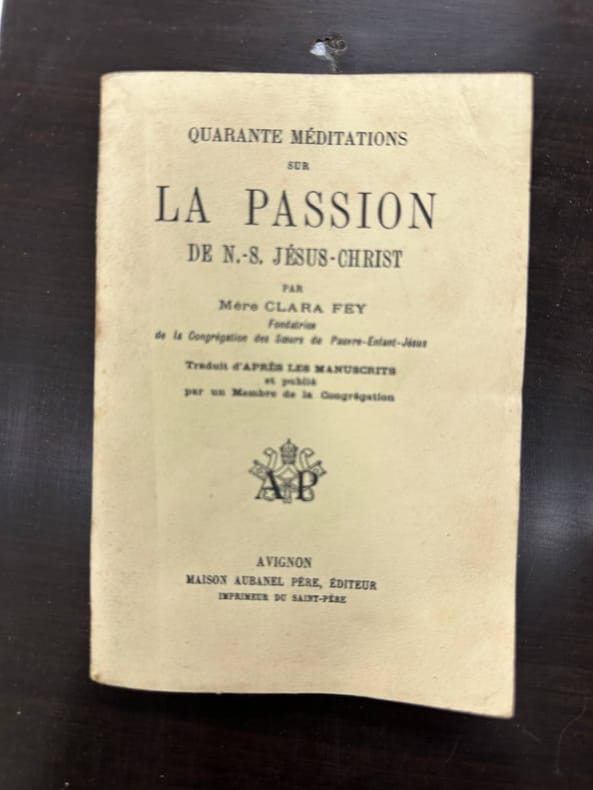 QUARANTE MÉDITATIONS
SUR
LA PASSION
DE N.-S. JÉSUS-CHRIST
PAR
Mère CLARA FEY
Fondatrice
de la Congrégation des Sœurs du Pauvre-Enfant-Jésus
Traduit d'APRÈS LES MANUSCRITS
et publié
par un Membre de la Congrégation
AP
AVIGNON
MAISON AUBANEL PÈRE, ÉDITEUR
IMPRIMEUR DU SAINT-PÈRE